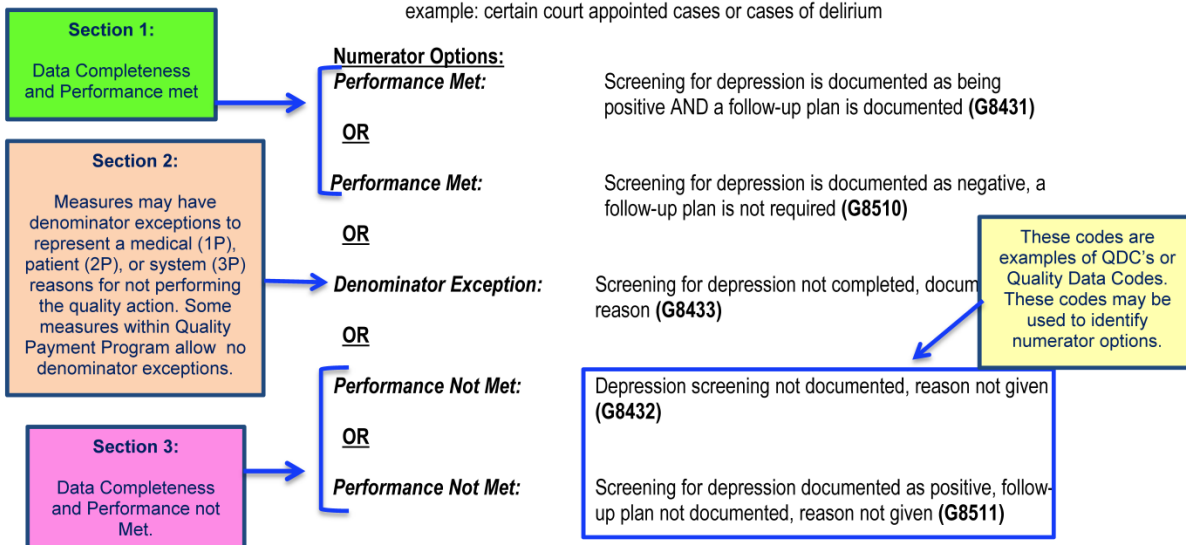 example: certain court appointed cases or cases of delirium
Section 1:
Data Completeness
and Performance met
Numerator Options:
Performance Met:
Screening for depression is documented as being
positive AND a follow-up plan is documented (G8431)
OR
Section 2:
Measures may have
denominator exceptions to
represent a medical (1P),
patient (2P), or system (3P)
reasons for not performing
the quality action. Some
measures within Quality
Payment Program allow no
denominator exceptions.
Performance Met:
Screening for depression is documented as negative, a
follow-up plan is not required (G8510)
OR
These codes are
examples of QDC's or
Quality Data Codes.
These codes may be
used to identify
numerator options.
Denominator Exception:
Screening for depression not completed, docum
reason (G8433)
OR
Performance Not Met:
Depression screening not documented, reason not given
(G8432)
OR
Section 3:
Data Completeness
and Performance not
Met.
Performance Not Met:
Screening for depression documented as positive, follow-
up plan not documented, reason not given (G8511)